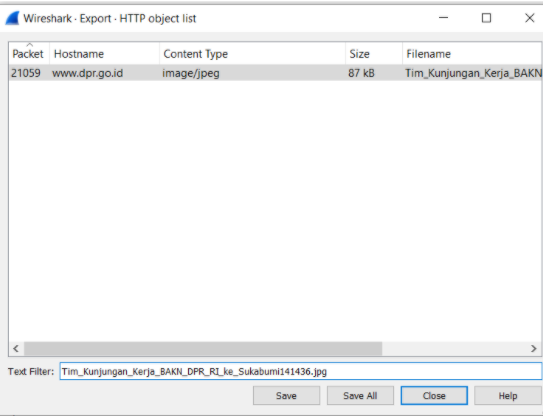 Wireshark · Export · HTTP object list
Packet Hostname Content Type Size Filename
21059 www.dpr.go.id image/jpeg 87 kB Tim_Kunjungan_Kerja_BAKN
Text Filter: Tim_Kunjungan_Kerja_BAKN_DPR_RI_ke_Sukabumi141436.jpg
Save Save All Close Help